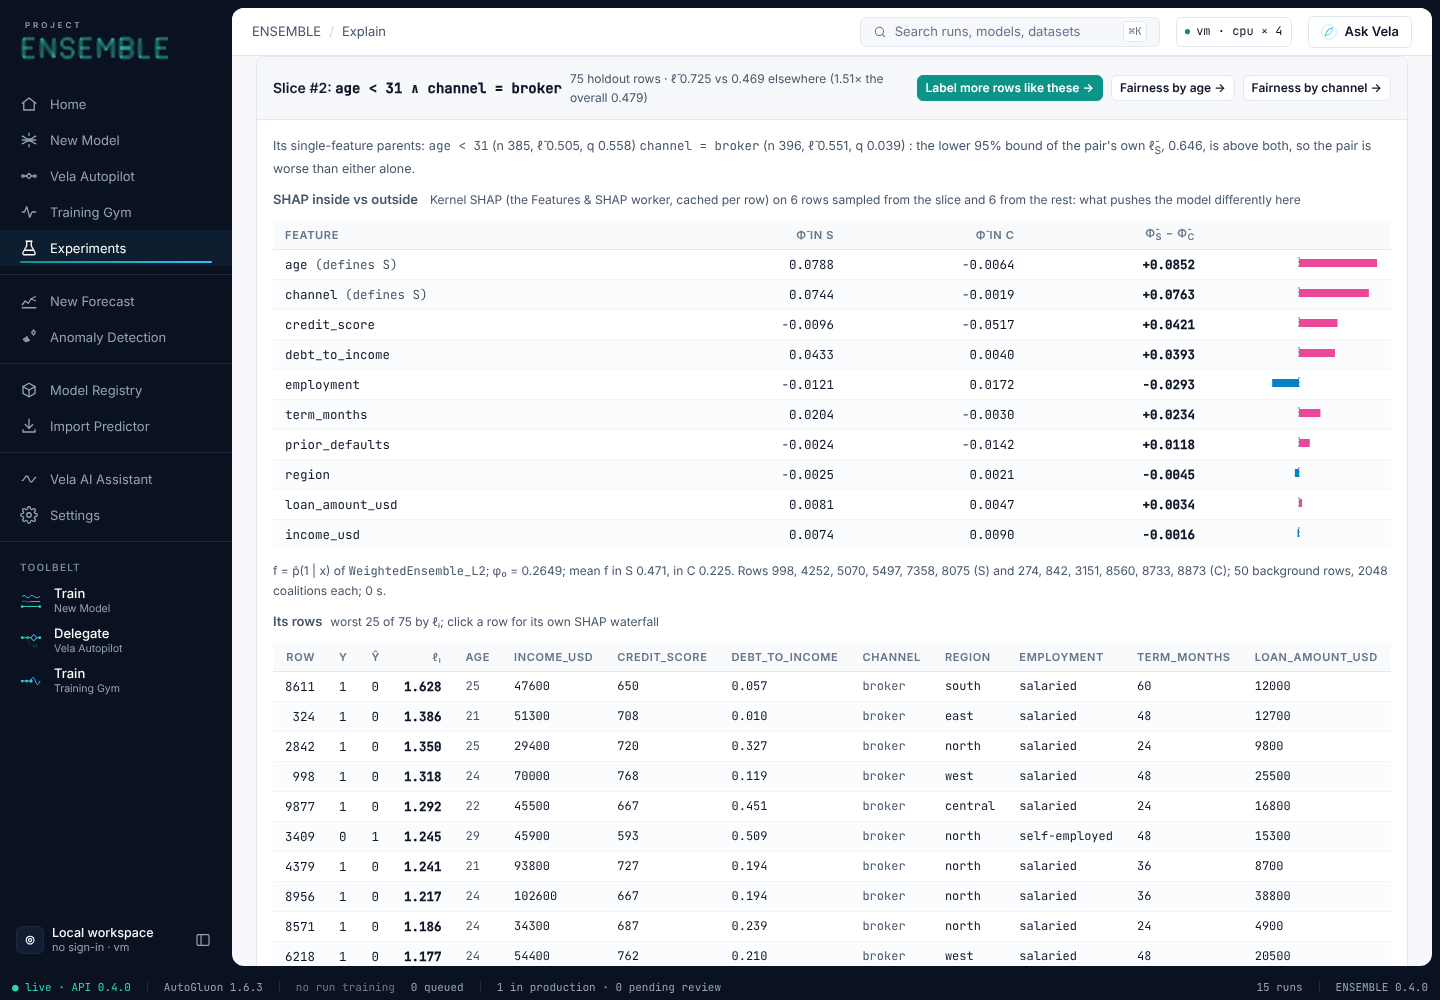 PROJECT
ENSEMBLE
Home
New Model
Vela Autopilot
Training Gym
Experiments
New Forecast
Anomaly Detection
Model Registry
Import Predictor
Vela AI Assistant
Settings
TOOLBELT
Train
New Model
Delegate
Vela Autopilot
Train
Training Gym
Local workspace
no sign-in · vm
ENSEMBLE / Explain
Search runs, models, datasets ⌘K
vm · cpu × 4
Ask Vela
Slice #2: age < 31 ∧ channel = broker
75 holdout rows · ℓ̄ 0.725 vs 0.469 elsewhere (1.51× the
overall 0.479)
Label more rows like these →
Fairness by age →
Fairness by channel →
Its single-feature parents: age < 31 (n 385, ℓ̄ 0.505, q 0.558) channel = broker (n 396, ℓ̄ 0.551, q 0.039) : the lower 95% bound of the pair's own ℓ̄S, 0.646, is above both, so the pair is
worse than either alone.
SHAP inside vs outside Kernel SHAP (the Features & SHAP worker, cached per row) on 6 rows sampled from the slice and 6 from the rest: what pushes the model differently here
FEATURE Φ̄ IN S Φ̄ IN C Φ̄S − Φ̄C
age (defines S) 0.0788 -0.0064 +0.0852
channel (defines S) 0.0744 -0.0019 +0.0763
credit_score -0.0096 -0.0517 +0.0421
debt_to_income 0.0433 0.0040 +0.0393
employment -0.0121 0.0172 -0.0293
term_months 0.0204 -0.0030 +0.0234
prior_defaults -0.0024 -0.0142 +0.0118
region -0.0025 0.0021 -0.0045
loan_amount_usd 0.0081 0.0047 +0.0034
income_usd 0.0074 0.0090 -0.0016
f = p̂(1 | x) of WeightedEnsemble_L2; φ₀ = 0.2649; mean f in S 0.471, in C 0.225. Rows 998, 4252, 5070, 5497, 7358, 8075 (S) and 274, 842, 3151, 8560, 8733, 8873 (C); 50 background rows, 2048
coalitions each; 0 s.
Its rows worst 25 of 75 by ℓᵢ; click a row for its own SHAP waterfall
ROW Y Ŷ ℓᵢ AGE INCOME_USD CREDIT_SCORE DEBT_TO_INCOME CHANNEL REGION EMPLOYMENT TERM_MONTHS LOAN_AMOUNT_USD
8611 1 0 1.628 25 47600 650 0.057 broker south salaried 60 12000
324 1 0 1.386 21 51300 708 0.010 broker east salaried 48 12700
2842 1 0 1.350 25 29400 720 0.327 broker north salaried 24 9800
998 1 0 1.318 24 70000 768 0.119 broker west salaried 48 25500
9877 1 0 1.292 22 45500 667 0.451 broker central salaried 24 16800
3409 0 1 1.245 29 45900 593 0.509 broker north self-employed 48 15300
4379 1 0 1.241 21 93800 727 0.194 broker north salaried 36 8700
8956 1 0 1.217 24 102600 667 0.194 broker north salaried 36 38800
8571 1 0 1.186 24 34300 687 0.239 broker north salaried 24 4900
6218 1 0 1.177 24 54400 762 0.210 broker west salaried 48 20500
live · API 0.4.0 AutoGluon 1.6.3 no run training 0 queued 1 in production · 0 pending review 15 runs ENSEMBLE 0.4.0